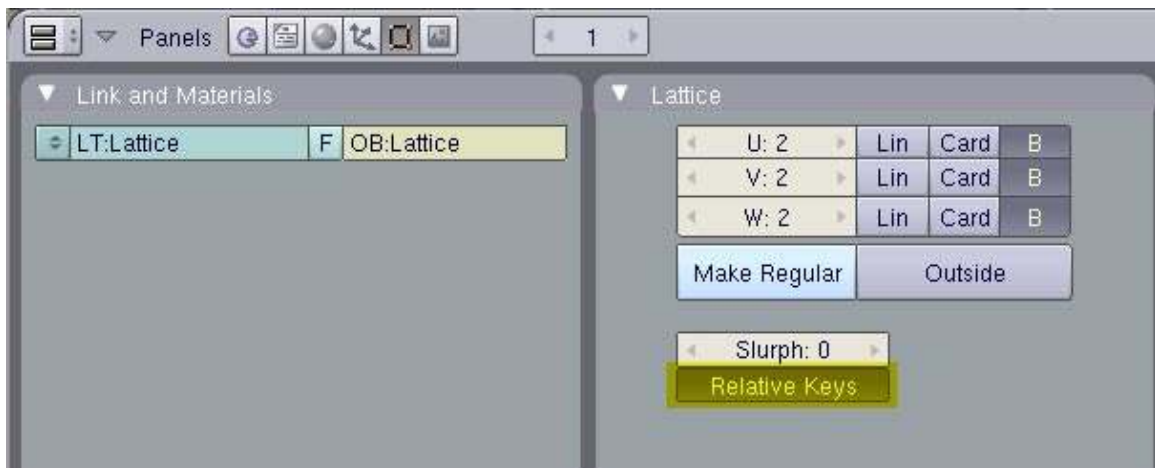 Panels 1
Link and Materials
LT:Lattice F OB:Lattice
Lattice
U: 2 Lin Card B
V: 2 Lin Card B
W: 2 Lin Card B
Make Regular Outside
Slurph: 0
Relative Keys